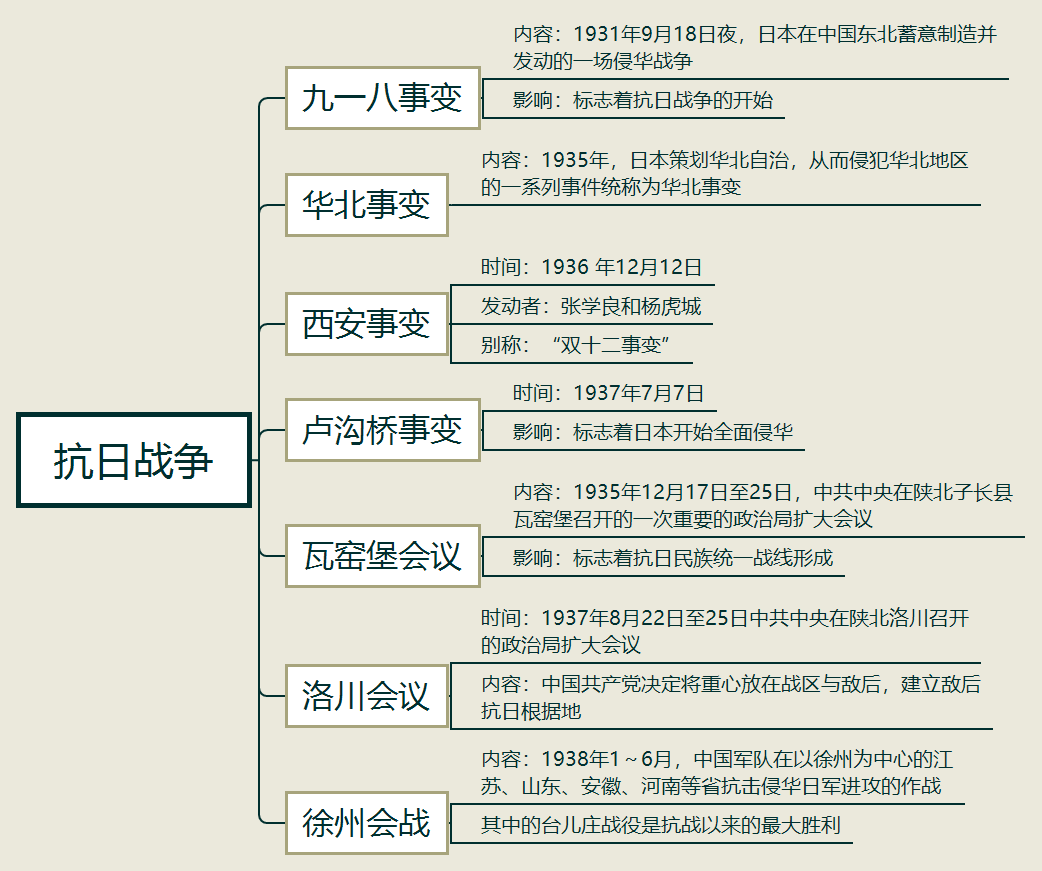 抗日战争
九一八事变
内容：1931年9月18日夜，日本在中国东北蓄意制造并
发动的一场侵华战争
影响：标志着抗日战争的开始
华北事变
内容：1935年，日本策划华北自治，从而侵犯华北地区
的一系列事件统称为华北事变
西安事变
时间：1936 年12月12日
发动者：张学良和杨虎城
别称：“双十二事变”
卢沟桥事变
时间：1937年7月7日
影响：标志着日本开始全面侵华
瓦窑堡会议
内容：1935年12月17日至25日，中共中央在陕北子长县
瓦窑堡召开的一次重要的政治局扩大会议
影响：标志着抗日民族统一战线形成
洛川会议
时间：1937年8月22日至25日中共中央在陕北洛川召开
的政治局扩大会议
内容：中国共产党决定将重心放在战区与敌后，建立敌后
抗日根据地
徐州会战
内容：1938年1～6月，中国军队在以徐州为中心的江
苏、山东、安徽、河南等省抗击侵华日军进攻的作战
其中的台儿庄战役是抗战以来的最大胜利